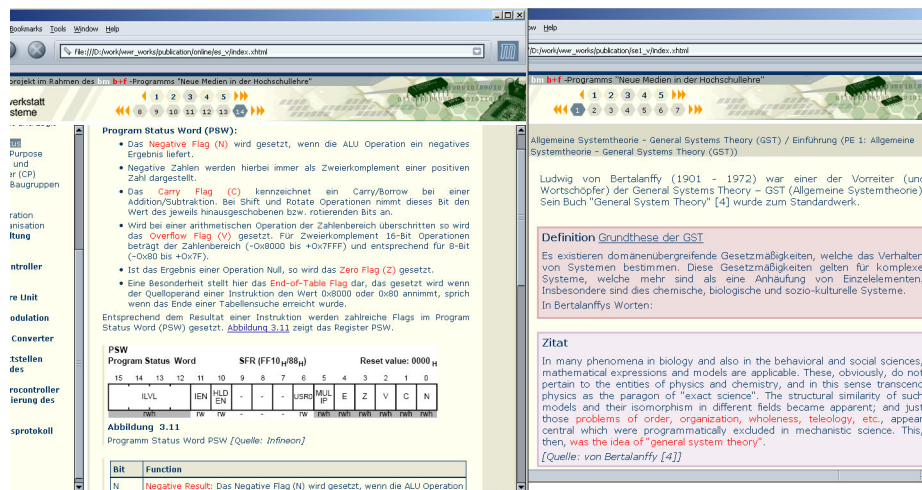 Bookmarks Tools Window Help
file:///D:/work/wwr_works/publication/online/es_v/index.xhtml
projekt im Rahmen des bm b+f -Programms "Neue Medien in der Hochschullehre"
1 2 3 4 5
8 9 10 11 12 13 14
Purpose
und
er (CP)
Baugruppen
ration
anisation
ltung
ntroller
re Unit
odulation
Converter
tstellen
des
rocontroller
ierung des
sprotokoll
Program Status Word (PSW):
• Das Negative Flag (N) wird gesetzt, wenn die ALU Operation ein negatives
Ergebnis liefert.
• Negative Zahlen werden hierbei immer als Zweierkomplement einer positiven
Zahl dargestellt.
• Das Carry Flag (C) kennzeichnet ein Carry/Borrow bei einer
Addition/Subtraktion. Bei Shift und Rotate Operationen nimmt dieses Bit den
Wert des jeweils hinausgeschobenen bzw. rotierenden Bits an.
• Wird bei einer arithmetischen Operation der Zahlenbereich überschritten so wird
das Overflow Flag (V) gesetzt. Für Zweierkomplement 16-Bit Operationen
beträgt der Zahlenbereich (-0x8000 bis +0x7FFF) und entsprechend für 8-Bit
(-0x80 bis +0x7F).
• Ist das Ergebnis einer Operation Null, so wird das Zero Flag (Z) gesetzt.
• Eine Besonderheit stellt hier das End-of-Table Flag dar, das gesetzt wird wenn
der Quelloperand einer Instruktion den Wert 0x8000 oder 0x80 annimmt, sprich
wenn das Ende einer Tabellensuche erreicht wurde.
Entsprechend dem Resultat einer Instruktion werden zahlreiche Flags im Program
Status Word (PSW) gesetzt. Abbildung 3.11 zeigt das Register PSW.
PSW
Program Status Word SFR (FF10H/88H) Reset value: 0000H
15 14 13 12 11 10 9 8 7 6 5 4 3 2 1 0
ILVL IEN HLD EN - - - USR0 MUL IP E Z V C N
rwh rw rw - - - rw rwh rwh rwh rwh rwh rwh
Abbildung 3.11
Programm Status Word PSW [Quelle: Infineon]
Bit Function
N Negative Result: Das Negative Flag (N) wird gesetzt, wenn die ALU Operation
ow Help
/D:/work/wwr_works/publication/se1_v/index.xhtml
bm b+f -Programms "Neue Medien in der Hochschullehre"
1 2 3 4 5
1 2 3 4 5 6 7
Allgemeine Systemtheorie - General Systems Theory (GST) / Einführung (PE 1: Allgemeine
Systemtheorie - General Systems Theory (GST))
Ludwig von Bertalanffy (1901 - 1972) war einer der Vorreiter (und
Wortschöpfer) der General Systems Theory – GST (Allgemeine Systemtheorie)
Sein Buch "General System Theory" [4] wurde zum Standardwerk.
Definition Grundthese der GST
Es existieren domänenübergreifende Gesetzmäßigkeiten, welche das Verhalten
von Systemen bestimmen. Diese Gesetzmäßigkeiten gelten für komplexe
Systeme, welche mehr sind als eine Anhäufung von Einzelelementen.
Insbesondere sind dies chemische, biologische und sozio-kulturelle Systeme.
In Bertalanffys Worten:
Zitat
In many phenomena in biology and also in the behavioral and social sciences,
mathematical expressions and models are applicable. These, obviously, do not
pertain to the entities of physics and chemistry, and in this sense transcend
physics as the paragon of "exact science". The structural similarity of such
models and their isomorphism in different fields became apparent; and just
those problems of order, organization, wholeness, teleology, etc., appear
central which were programmatically excluded in mechanistic science. This,
then, was the idea of "general system theory".
[Quelle: von Bertalanffy [4]]